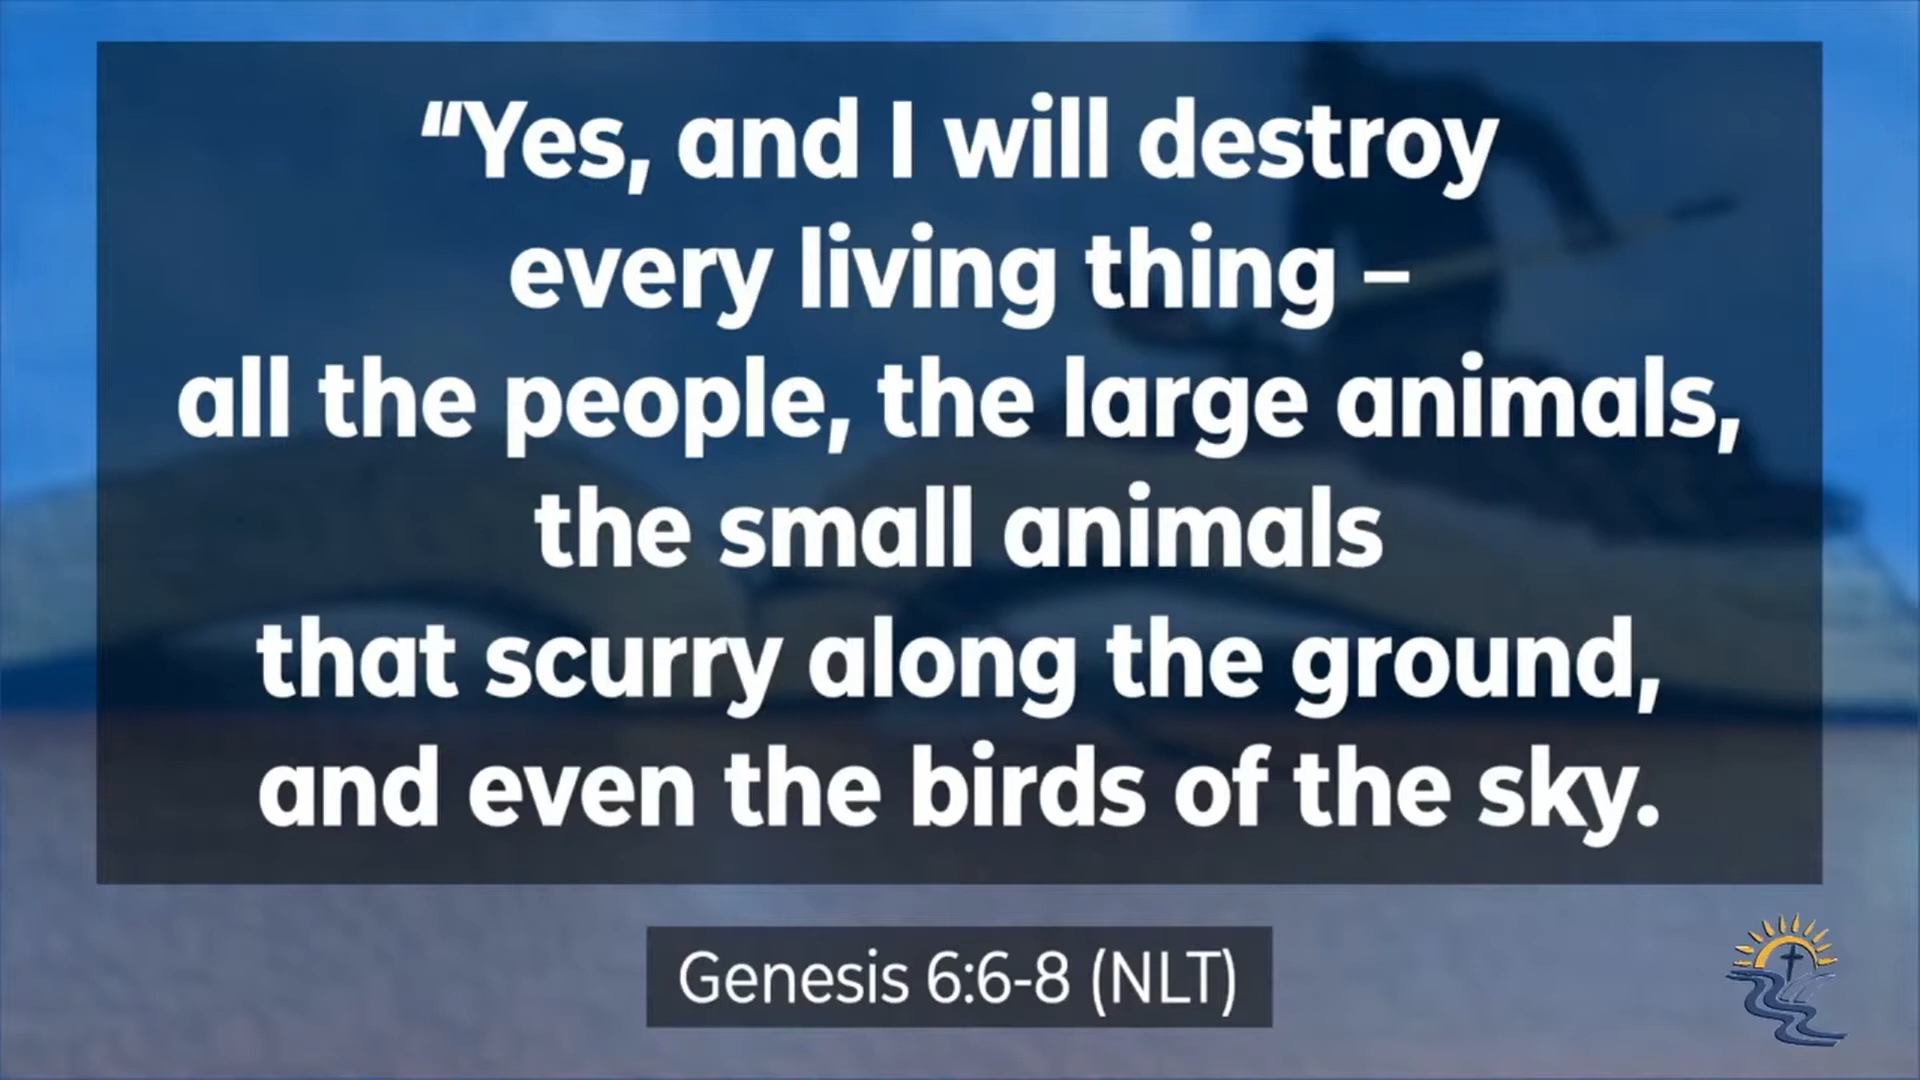 “Yes, and I will destroy
every living thing –
all the people, the large animals,
the small animals
that scurry along the ground,
and even the birds of the sky.
Genesis 6:6-8 (NLT)